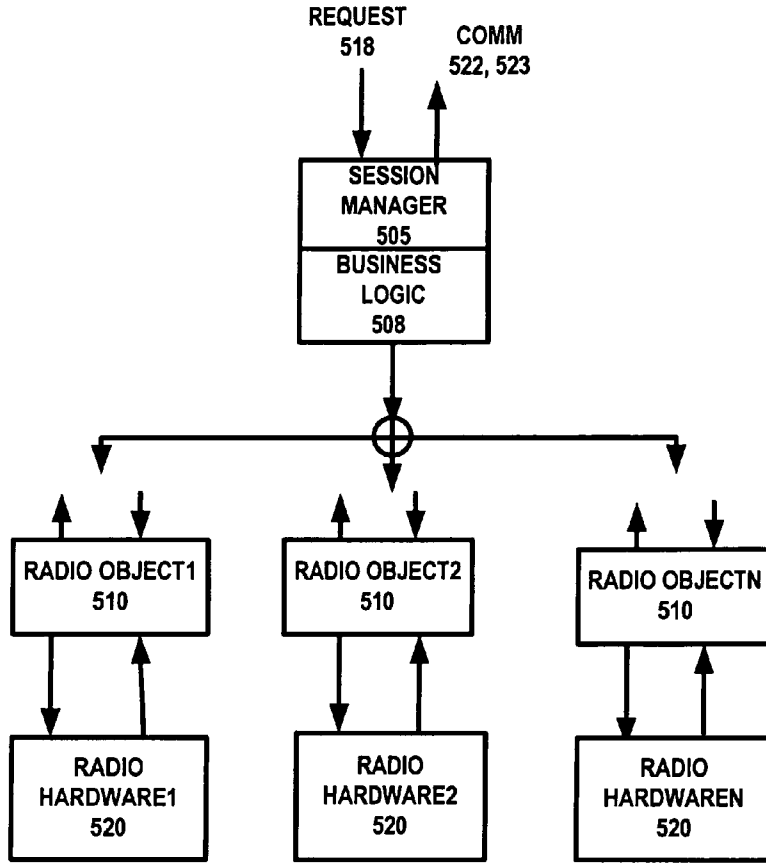 REQUEST
518
COMM
522, 523
SESSION
MANAGER
505
BUSINESS
LOGIC
508
RADIO OBJECT1
510
RADIO OBJECT2
510
RADIO OBJECTN
510
RADIO
HARDWARE1
520
RADIO
HARDWARE2
520
RADIO
HARDWAREN
520